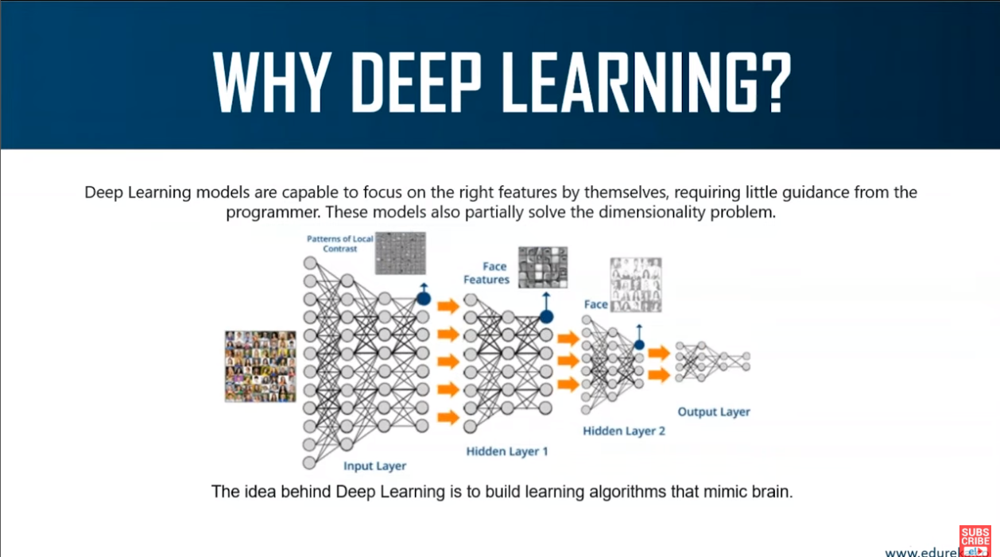 WHY DEEP LEARNING?
Deep Learning models are capable to focus on the right features by themselves, requiring little guidance from the
programmer. These models also partially solve the dimensionality problem.
Patterns of Local
Contrast
Face
Features
Face
Output Layer
Hidden Layer 2
Hidden Layer 1
Input Layer
The idea behind Deep Learning is to build learning algorithms that mimic brain.
SUBS
CRIBE